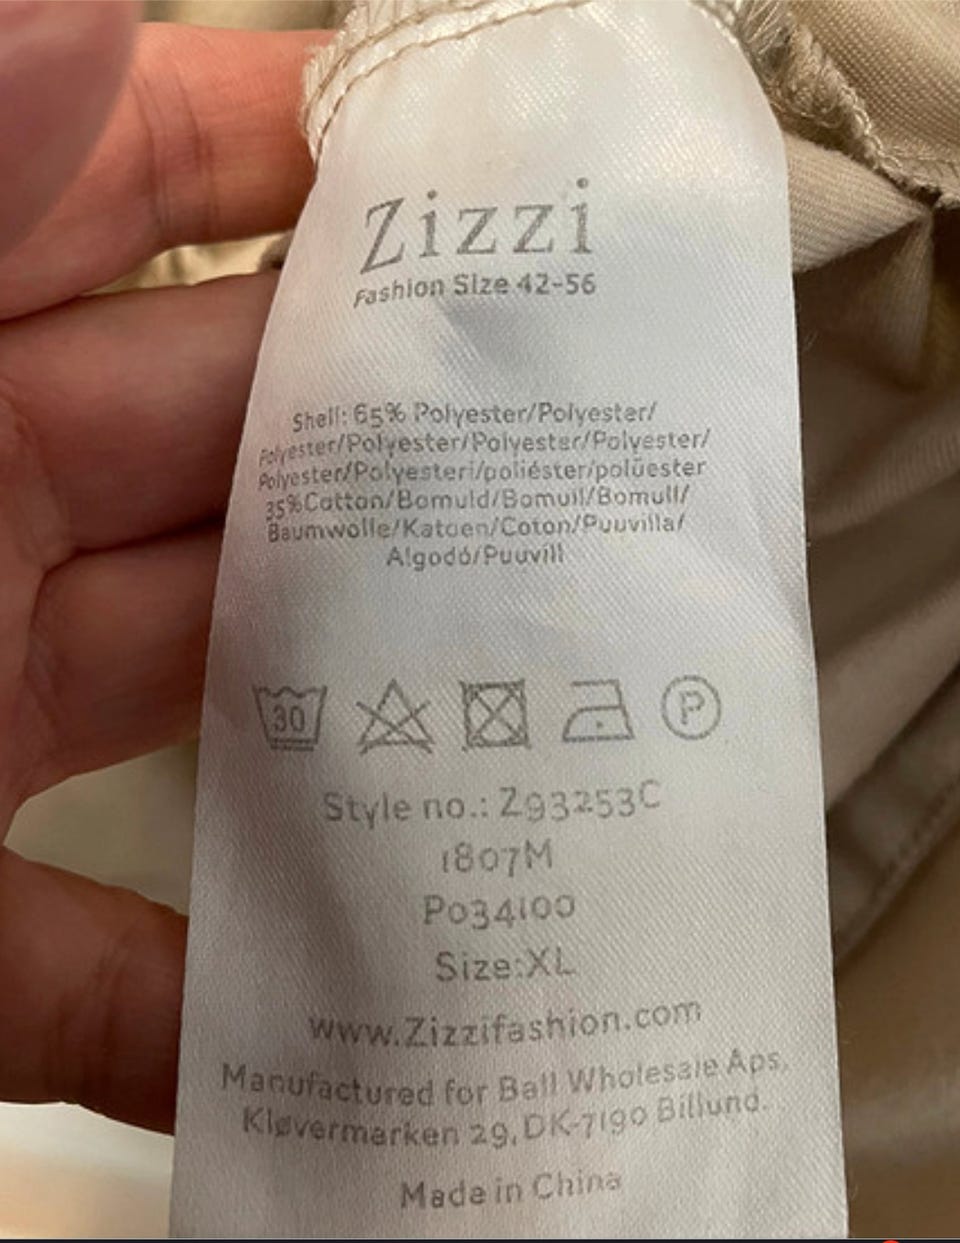 Zizzi
Fashion Size 42-56
Shell: 65% Polyester/Polyester/
Polyester/Polyester/Polyester/Polyester/
Polyester/Polyesteri/poliéster/polüester
35%Cotton/Bomuld/Bomull/Bomull/
Baumwolle/Katoen/Coton/Puuvilla/
Algodó/Puuvill
30 P
Style no.: Z93253C
1807M
P034100
Size:XL
www.Zizzifashion.com
Manufactured for Ball Wholesale Aps,
Kløvermarken 29, DK-7190 Billund.
Made in China